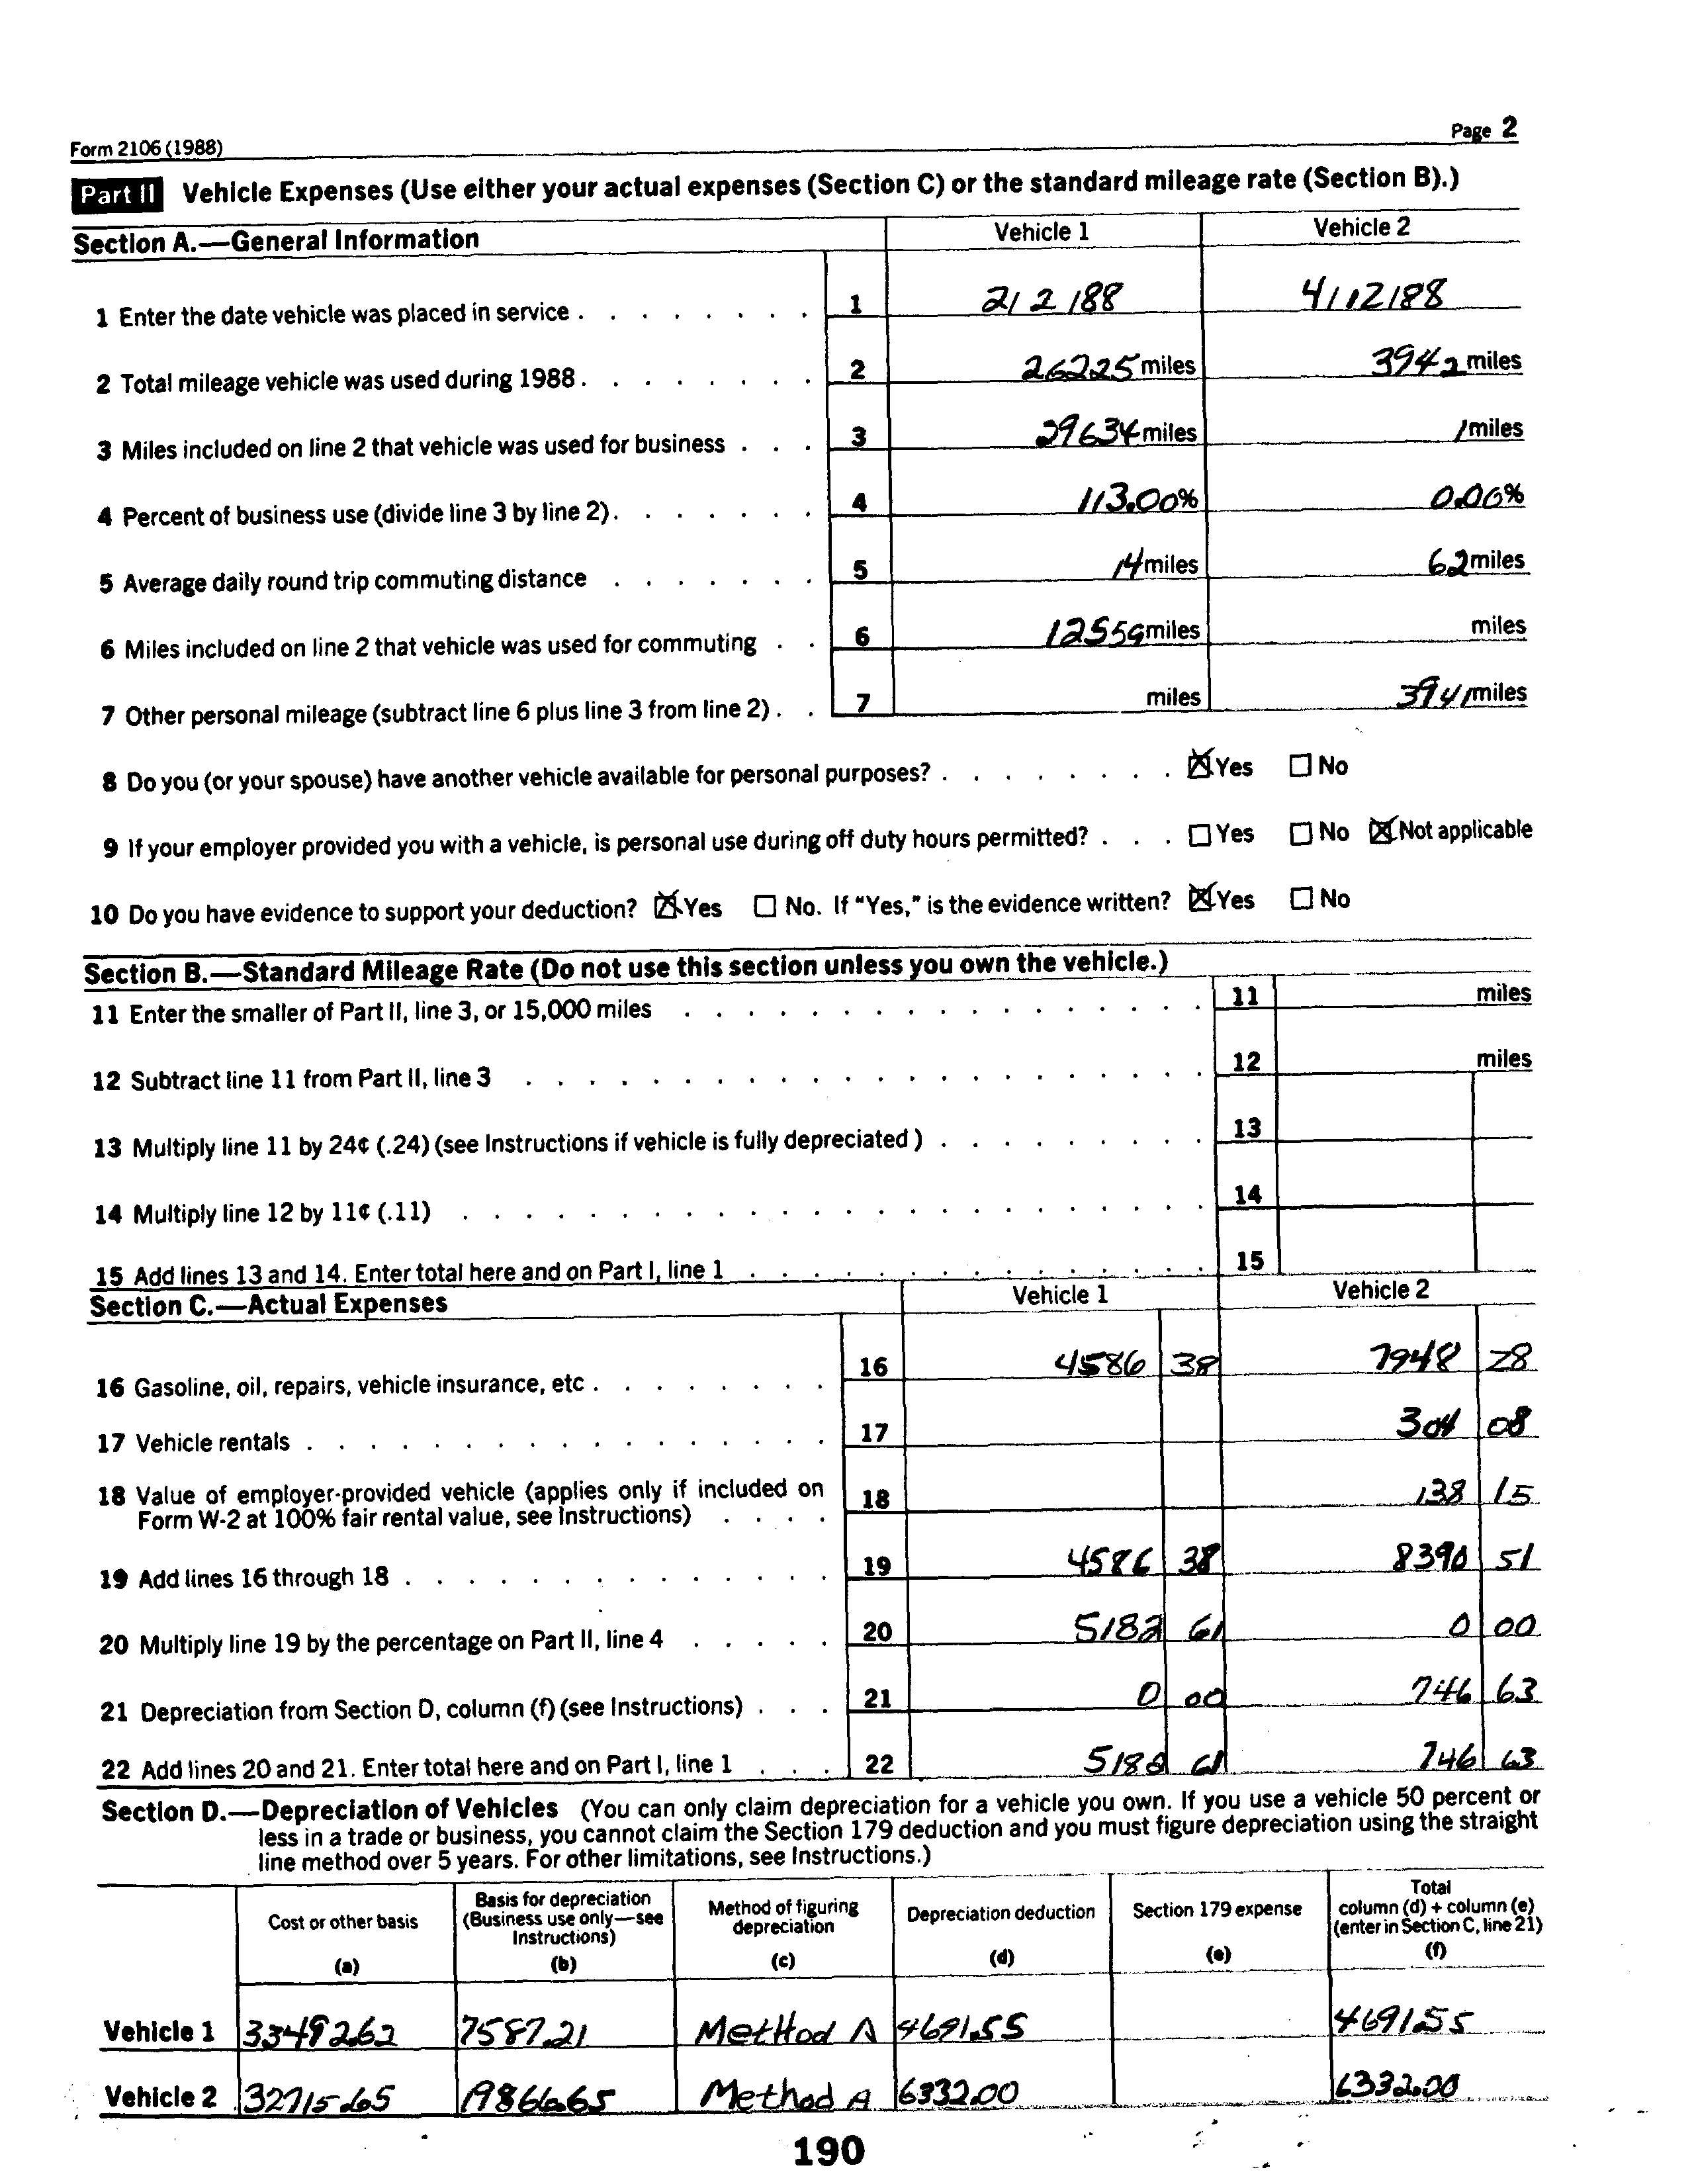 Form 2106 (1988) Page 2
Part II Vehicle Expenses (Use either your actual expenses (Section C) or the standard mileage rate (Section B).)
Section A.—General Information Vehicle 1 Vehicle 2
1 Enter the date vehicle was placed in service . . . . . . . . 1 2/ 2 /88 4/12/88
2 Total mileage vehicle was used during 1988 . . . . . . . . 2 26225 miles 3942 miles
3 Miles included on line 2 that vehicle was used for business . . . 3 29634 miles 1 miles
4 Percent of business use (divide line 3 by line 2) . . . . . . . 4 113.00% 0.00%
5 Average daily round trip commuting distance . . . . . . . 5 14 miles 62 miles
6 Miles included on line 2 that vehicle was used for commuting . . 6 12559 miles miles
7 Other personal mileage (subtract line 6 plus line 3 from line 2) . . 7 miles 3941 miles
8 Do you (or your spouse) have another vehicle available for personal purposes? . . . . . . . . ☒ Yes ☐ No
9 If your employer provided you with a vehicle, is personal use during off duty hours permitted? . . . ☐ Yes ☐ No ☒ Not applicable
10 Do you have evidence to support your deduction? ☒ Yes ☐ No. If "Yes," is the evidence written? ☒ Yes ☐ No
Section B.—Standard Mileage Rate (Do not use this section unless you own the vehicle.)
11 Enter the smaller of Part II, line 3, or 15,000 miles . . . . . . . . . . . . . . . . . 11 miles
12 Subtract line 11 from Part II, line 3 . . . . . . . . . . . . . . . . . . . . . . 12 miles
13 Multiply line 11 by 24¢ (.24) (see Instructions if vehicle is fully depreciated ) . . . . . . . . . 13
14 Multiply line 12 by 11¢ (.11) . . . . . . . . . . . . . . . . . . . . . . . . 14
15 Add lines 13 and 14. Enter total here and on Part I, line 1 . . . . . . . . . . . . . . . 15
Section C.—Actual Expenses Vehicle 1 Vehicle 2
16 Gasoline, oil, repairs, vehicle insurance, etc . . . . . . . . 16 4586 38 7948 28
17 Vehicle rentals . . . . . . . . . . . . . . . . . 17 304 08
18 Value of employer-provided vehicle (applies only if included on
Form W-2 at 100% fair rental value, see Instructions) . . . . 18 138 15
19 Add lines 16 through 18 . . . . . . . . . . . . . . 19 4586 38 8390 51
20 Multiply line 19 by the percentage on Part II, line 4 . . . . . 20 5182 61 0 00
21 Depreciation from Section D, column (f) (see Instructions) . . . 21 0 00 746 63
22 Add lines 20 and 21. Enter total here and on Part I, line 1 . . . 22 5182 61 746 63
Section D.—Depreciation of Vehicles (You can only claim depreciation for a vehicle you own. If you use a vehicle 50 percent or
less in a trade or business, you cannot claim the Section 179 deduction and you must figure depreciation using the straight
line method over 5 years. For other limitations, see Instructions.)
Cost or other basis
(a)
Basis for depreciation
(Business use only—see
Instructions)
(b)
Method of figuring
depreciation
(c)
Depreciation deduction
(d)
Section 179 expense
(e)
Total
column (d) + column (e)
(enter in Section C, line 21)
(f)
Vehicle 1 33492.62 7587.21 Method A 4691.55 4691.55
Vehicle 2 32715.65 19866.65 Method A 6332.00 6332.00
190